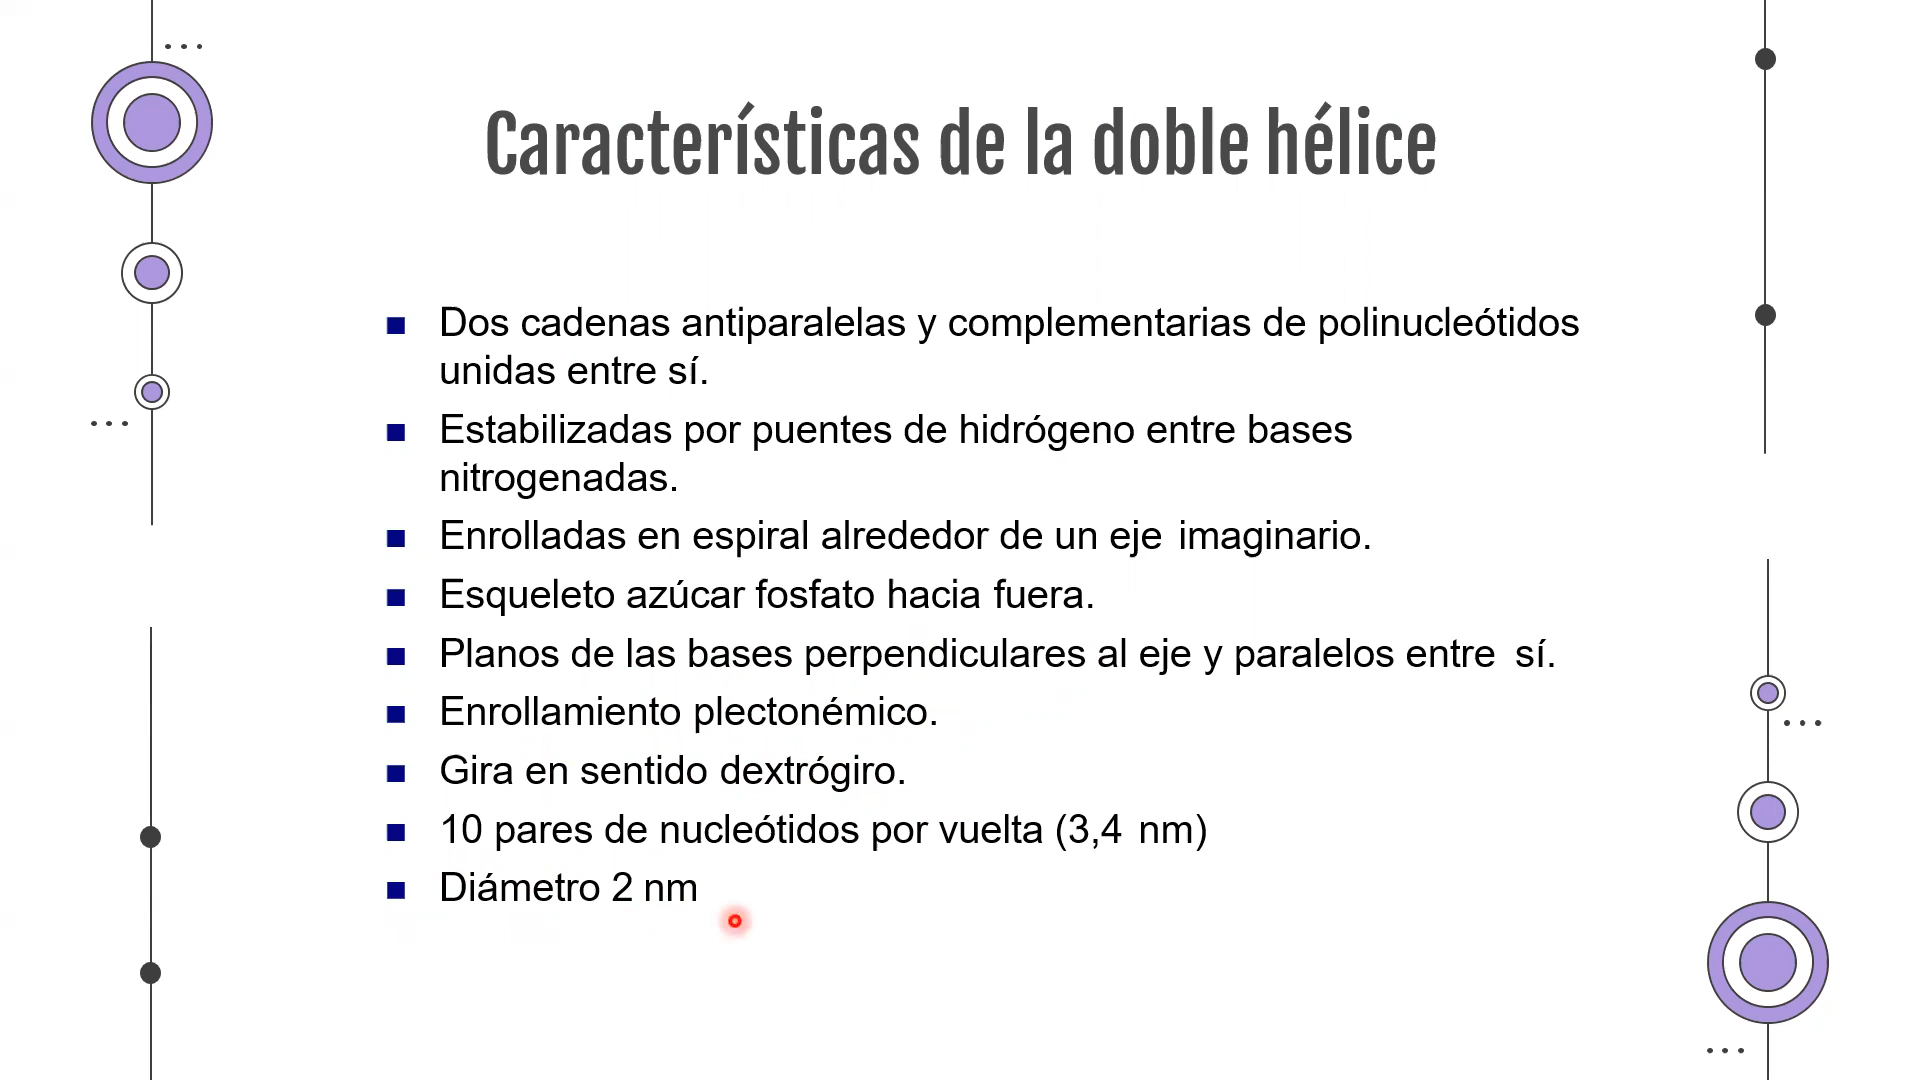 Características de la doble hélice
Dos cadenas antiparalelas y complementarias de polinucleótidos
unidas entre sí.
Estabilizadas por puentes de hidrógeno entre bases
nitrogenadas.
Enrolladas en espiral alrededor de un eje imaginario.
Esqueleto azúcar fosfato hacia fuera.
Planos de las bases perpendiculares al eje y paralelos entre sí.
Enrollamiento plectonémico.
Gira en sentido dextrógiro.
10 pares de nucleótidos por vuelta (3,4 nm)
Diámetro 2 nm